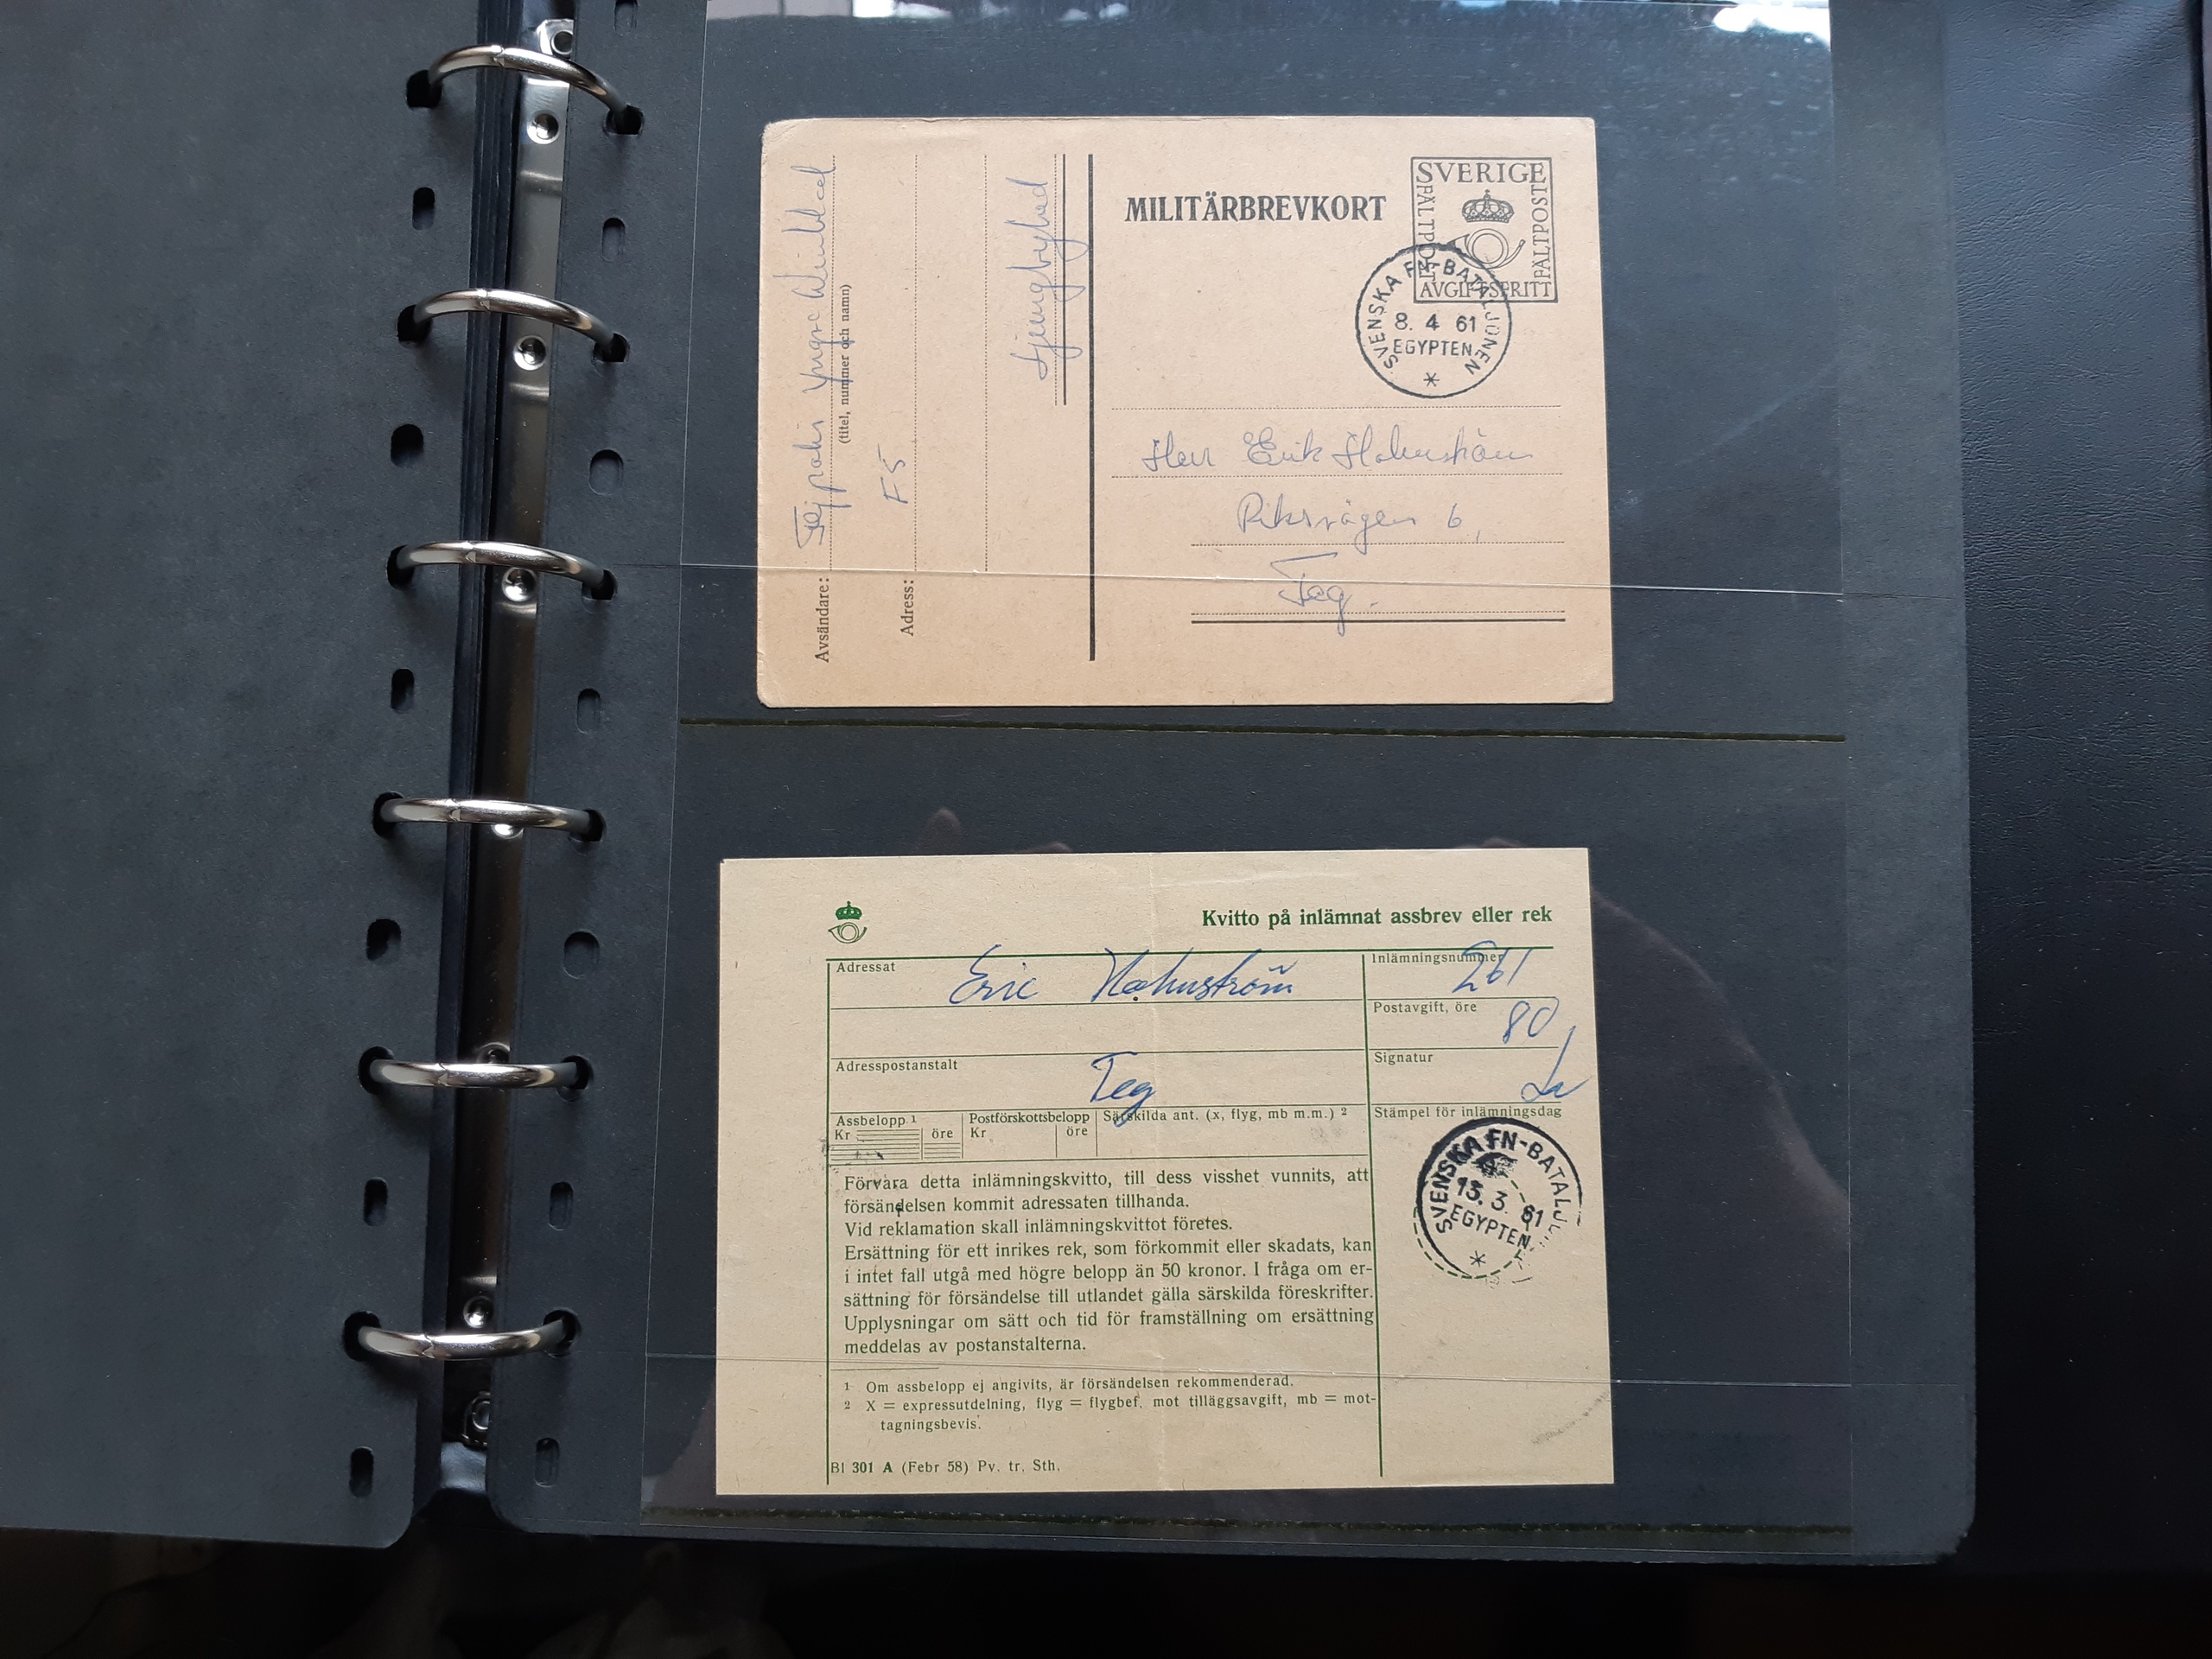 MILITÄRBREVKORT
SVERIGE
FÄLTPOST
FÄLTPOST
AVGIFTSFRITT
SVENSKA FN-BATALJONEN
8. 4 61
EGYPTEN
Herr Erik Holmström
Riksvägen 6,
Teg.
Avsändare: Yngve
(titel, nummer och namn)
Adress: F5
Ljungbyhed
Kvitto på inlämnat assbrev eller rek
Adressat Eric Holmström
Inlämningsnummer 261
Postavgift, öre 80
Adresspostanstalt Teg
Signatur
Assbelopp 1 Postförskottsbelopp Särskilda ant. (x, flyg, mb m.m.) 2
Kr öre Kr öre
Stämpel för inlämningsdag
SVENSKA FN-BATALJ
13. 3. 61
EGYPTEN
Förvara detta inlämningskvitto, till dess visshet vunnits, att
försändelsen kommit adressaten tillhanda.
Vid reklamation skall inlämningskvittot företes.
Ersättning för ett inrikes rek, som förkommit eller skadats, kan
i intet fall utgå med högre belopp än 50 kronor. I fråga om er-
sättning för försändelse till utlandet gälla särskilda föreskrifter.
Upplysningar om sätt och tid för framställning om ersättning
meddelas av postanstalterna.
1 Om assbelopp ej angivits, är försändelsen rekommenderad.
2 X = expressutdelning, flyg = flygbef. mot tilläggsavgift, mb = mot-
tagningsbevis.
Bl 301 A (Febr 58) Pv. tr. Sth.